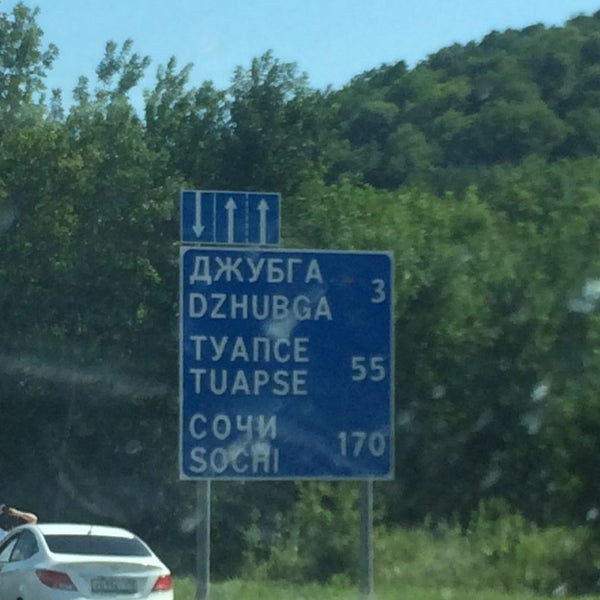 ДЖУБГА 3
DZHUBGA
ТУАПСЕ 55
TUAPSE
СОЧИ 170
SOCHI